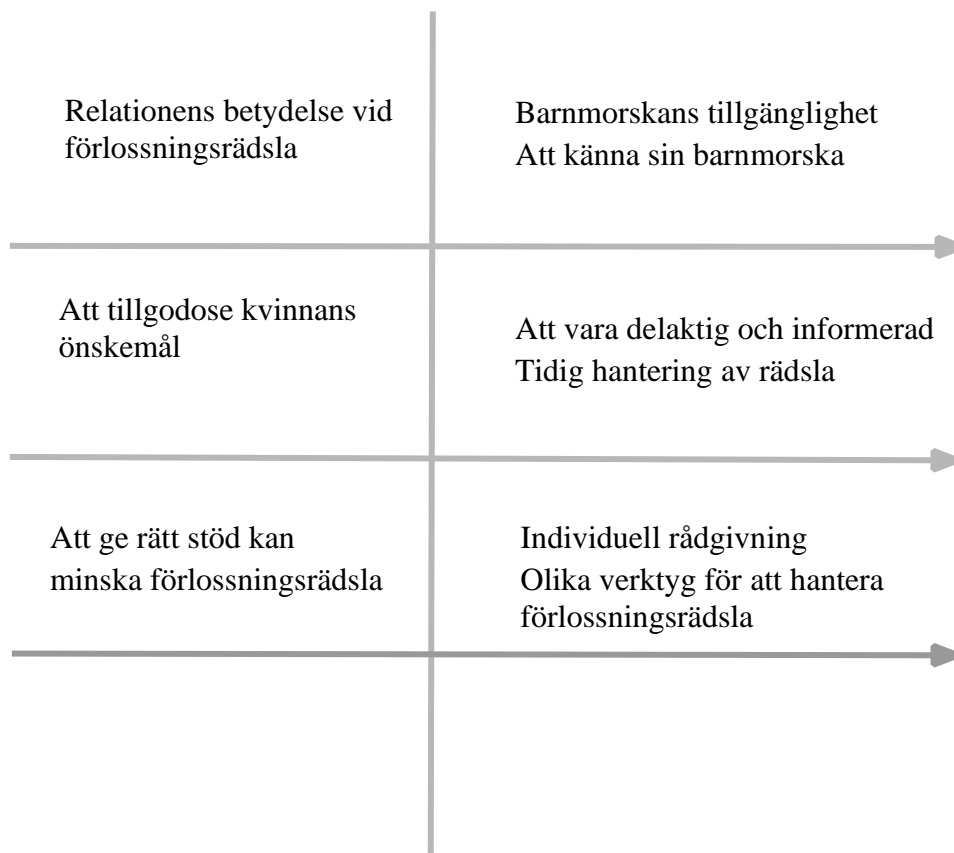 Relationens betydelse vid
förlossningsrädsla
Barnmorskans tillgänglighet
Att känna sin barnmorska
Att tillgodose kvinnans
önskemål
Att vara delaktig och informerad
Tidig hantering av rädsla
Att ge rätt stöd kan
minska förlossningsrädsla
Individuell rådgivning
Olika verktyg för att hantera
förlossningsrädsla